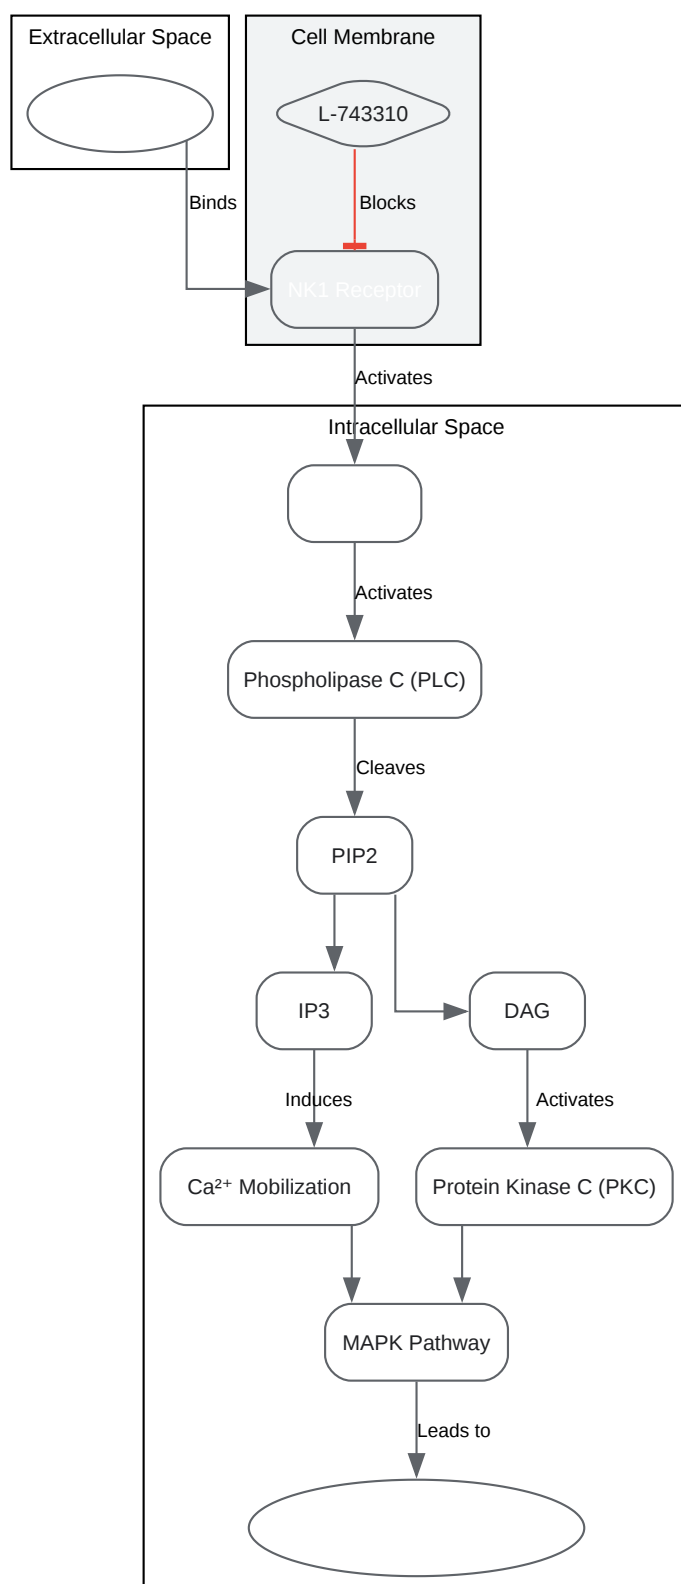 Extracellular Space
Cell Membrane
L-743310
Binds
Blocks
NK1 Receptor
Activates
Intracellular Space
Activates
Phospholipase C (PLC)
Cleaves
PIP2
IP3
DAG
Induces
Activates
Ca²⁺ Mobilization
Protein Kinase C (PKC)
MAPK Pathway
Leads to